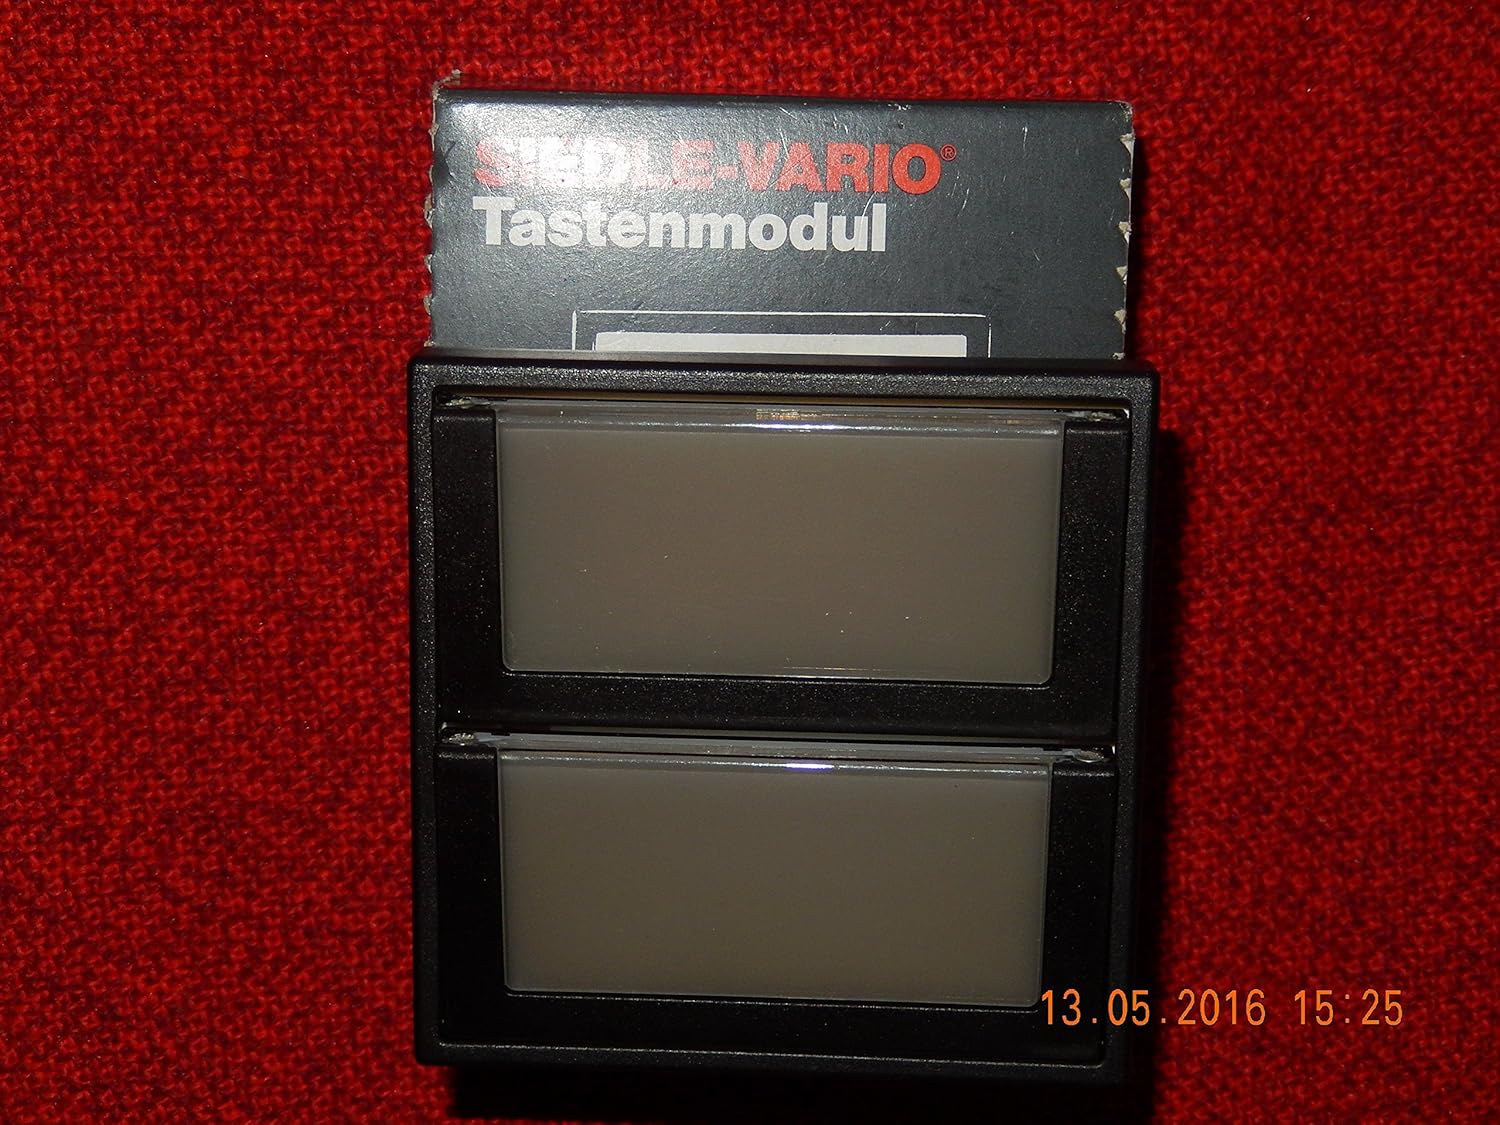 SIEDLE-VARIO®
Tastenmodul
13.05.2016 15:25